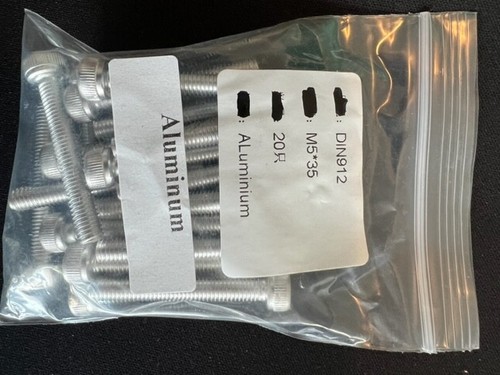 Aluminum
: DIN912
: M5*35
: 20只
: ALuminium